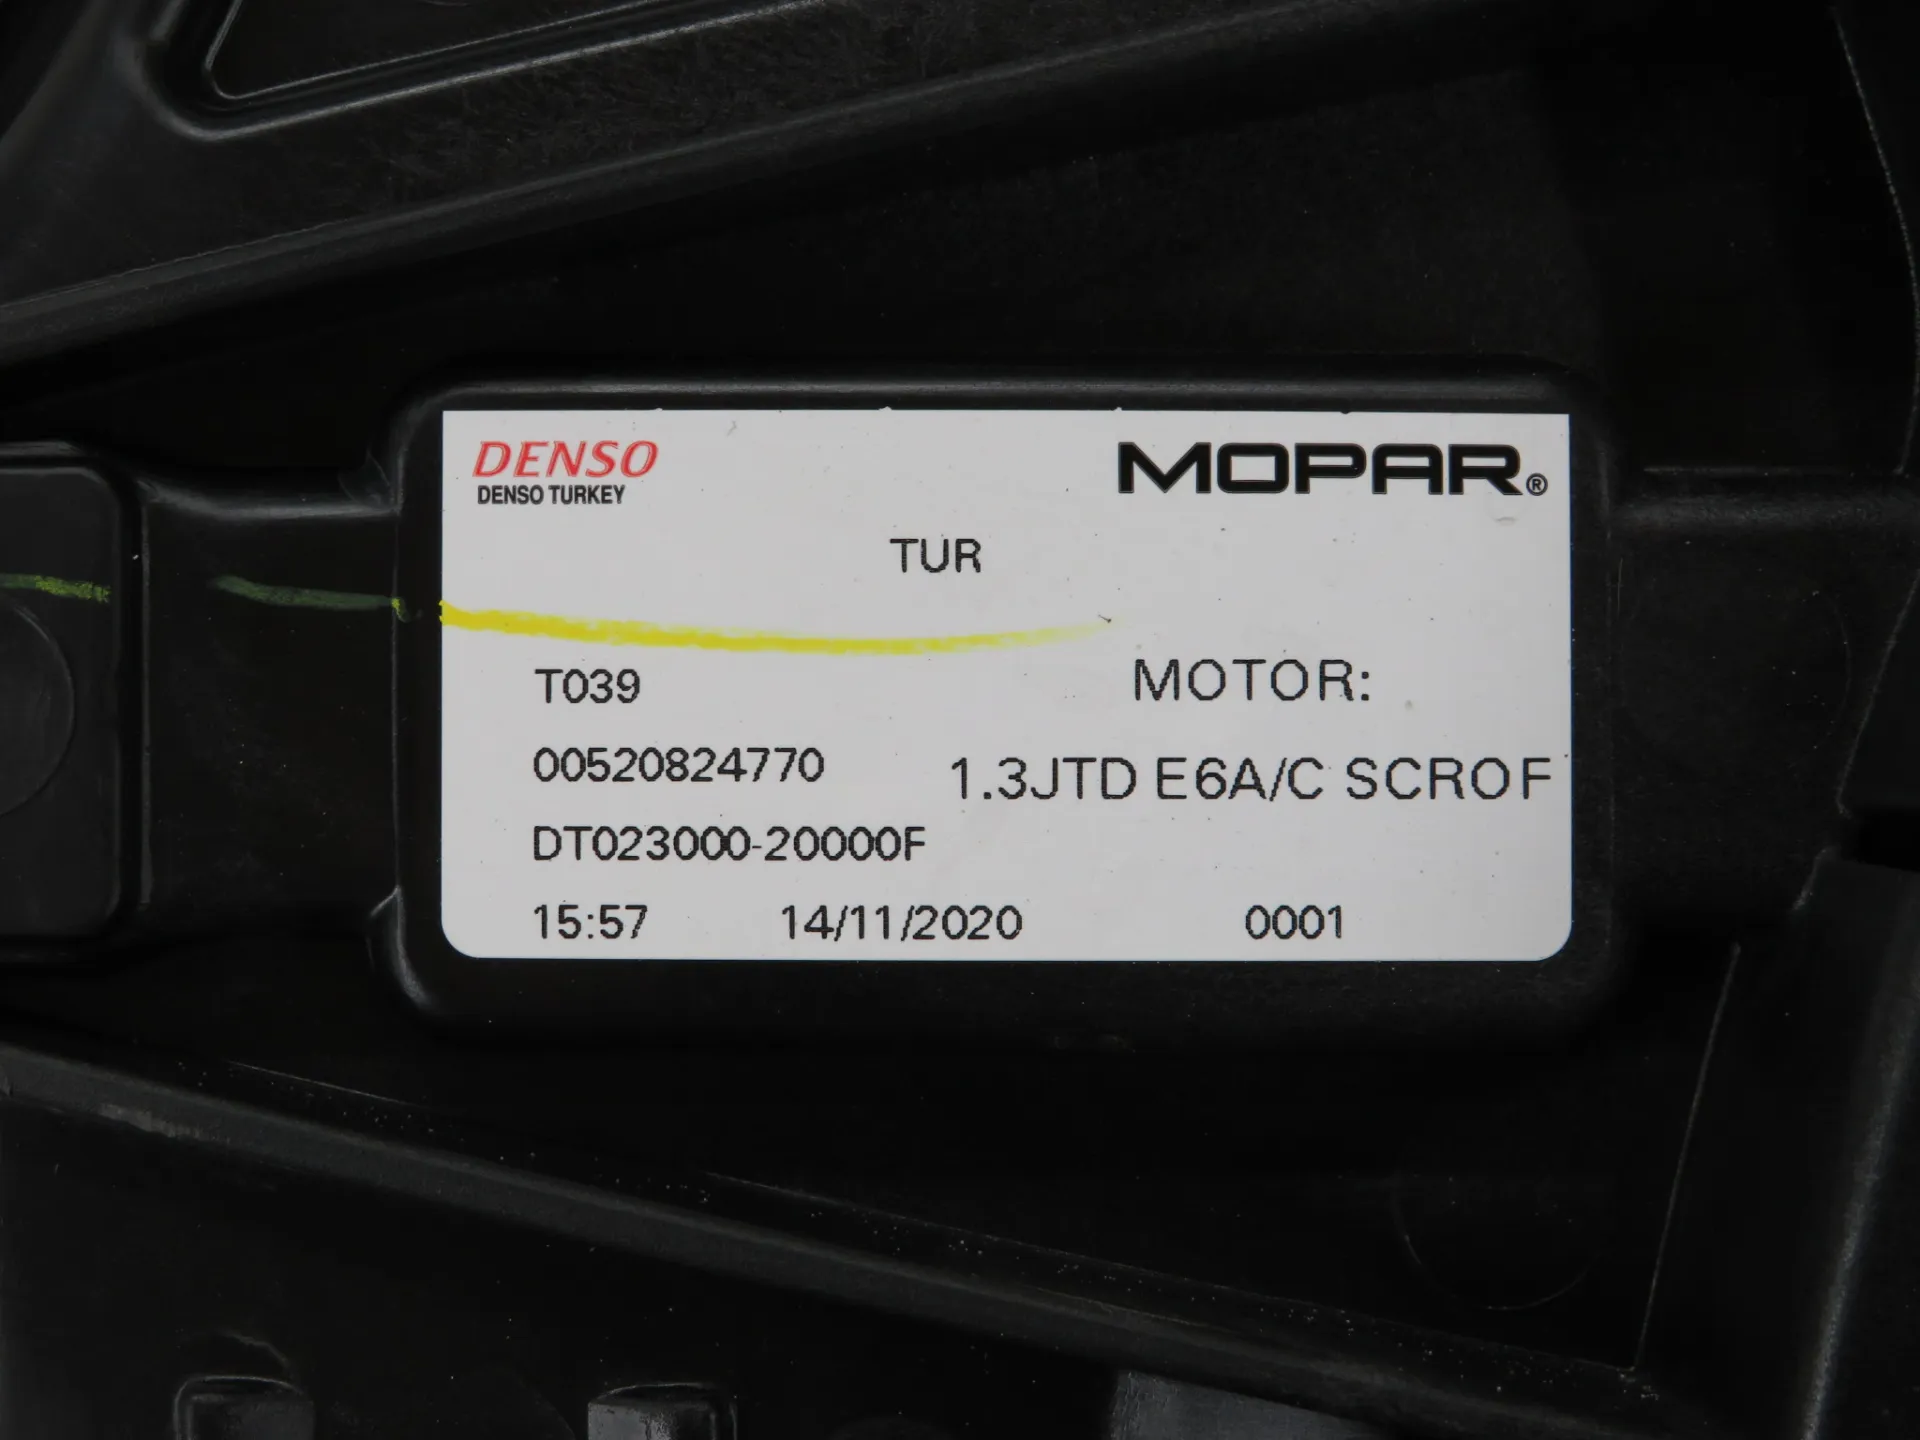 DENSO
DENSO TURKEY
MOPAR®
TUR
T039
MOTOR:
00520824770
1.3JTD E6A/C SCROF
DT023000-20000F
15:57 14/11/2020 0001